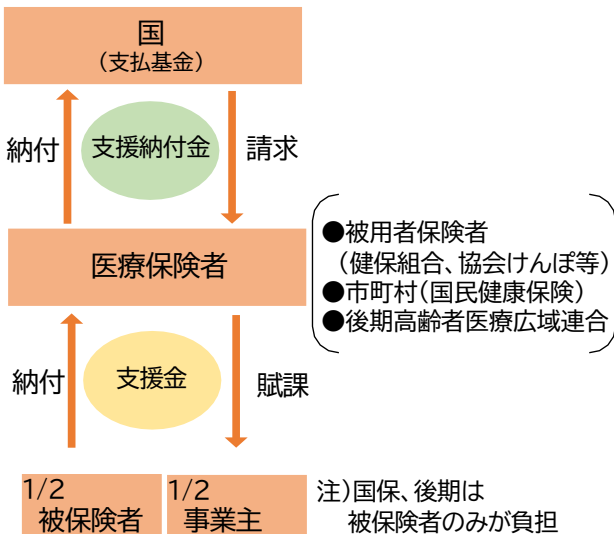 国
(支払基金)
納付
支援納付金
請求
医療保険者
●被用者保険者
(健保組合、協会けんぽ等)
●市町村(国民健康保険)
●後期高齢者医療広域連合
納付
支援金
賦課
1/2
被保険者
1/2
事業主
注)国保、後期は
被保険者のみが負担